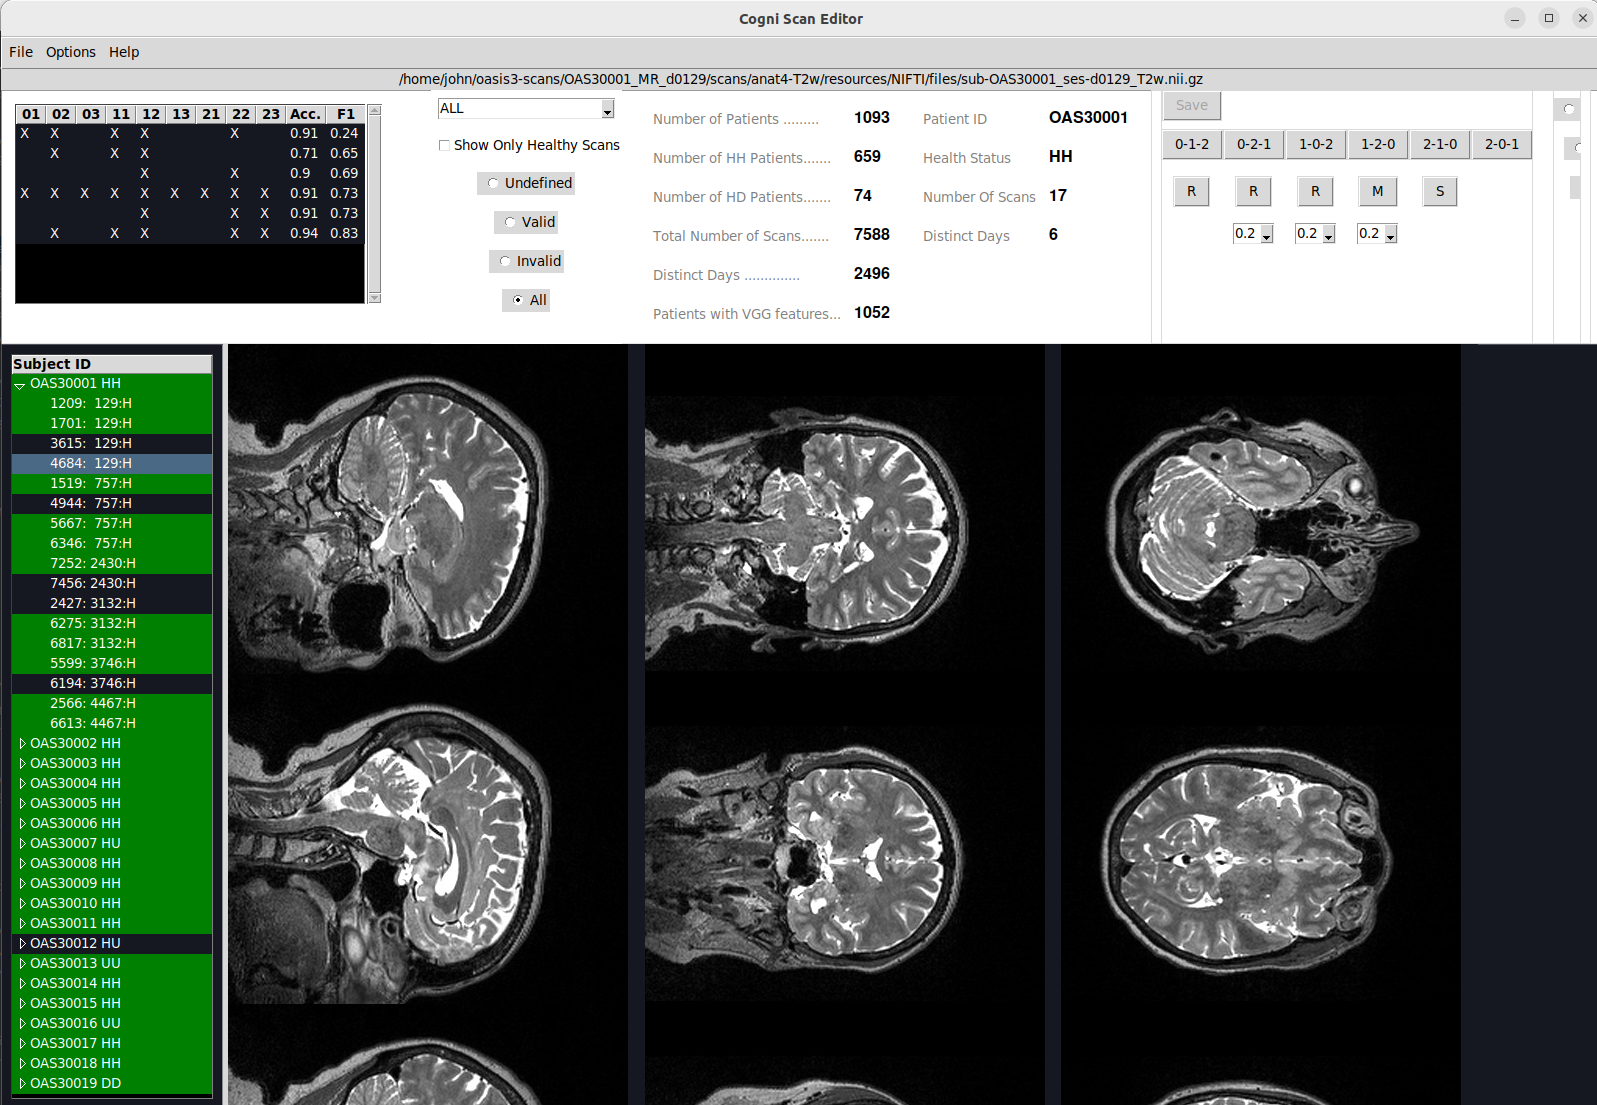 Cogni Scan Editor
File Options Help
/home/john/oasis3-scans/OAS30001_MR_d0129/scans/anat4-T2w/resources/NIFTI/files/sub-OAS30001_ses-d0129_T2w.nii.gz
01 02 03 11 12 13 21 22 23 Acc. F1
X X X X X 0.91 0.24
X X X 0.71 0.65
X X 0.9 0.69
X X X X X X X X X 0.91 0.73
X X X 0.91 0.73
X X X X X 0.94 0.83
ALL
Show Only Healthy Scans
Undefined
Valid
Invalid
All
Number of Patients ......... 1093
Number of HH Patients....... 659
Number of HD Patients....... 74
Total Number of Scans....... 7588
Distinct Days .............. 2496
Patients with VGG features... 1052
Patient ID OAS30001
Health Status HH
Number Of Scans 17
Distinct Days 6
Save
0-1-2 0-2-1 1-0-2 1-2-0 2-1-0 2-0-1
R R R M S
0.2 0.2 0.2
Subject ID
OAS30001 HH
1209: 129:H
1701: 129:H
3615: 129:H
4684: 129:H
1519: 757:H
4944: 757:H
5667: 757:H
6346: 757:H
7252: 2430:H
7456: 2430:H
2427: 3132:H
6275: 3132:H
6817: 3132:H
5599: 3746:H
6194: 3746:H
2566: 4467:H
6613: 4467:H
OAS30002 HH
OAS30003 HH
OAS30004 HH
OAS30005 HH
OAS30006 HH
OAS30007 HU
OAS30008 HH
OAS30009 HH
OAS30010 HH
OAS30011 HH
OAS30012 HU
OAS30013 UU
OAS30014 HH
OAS30015 HH
OAS30016 UU
OAS30017 HH
OAS30018 HH
OAS30019 DD